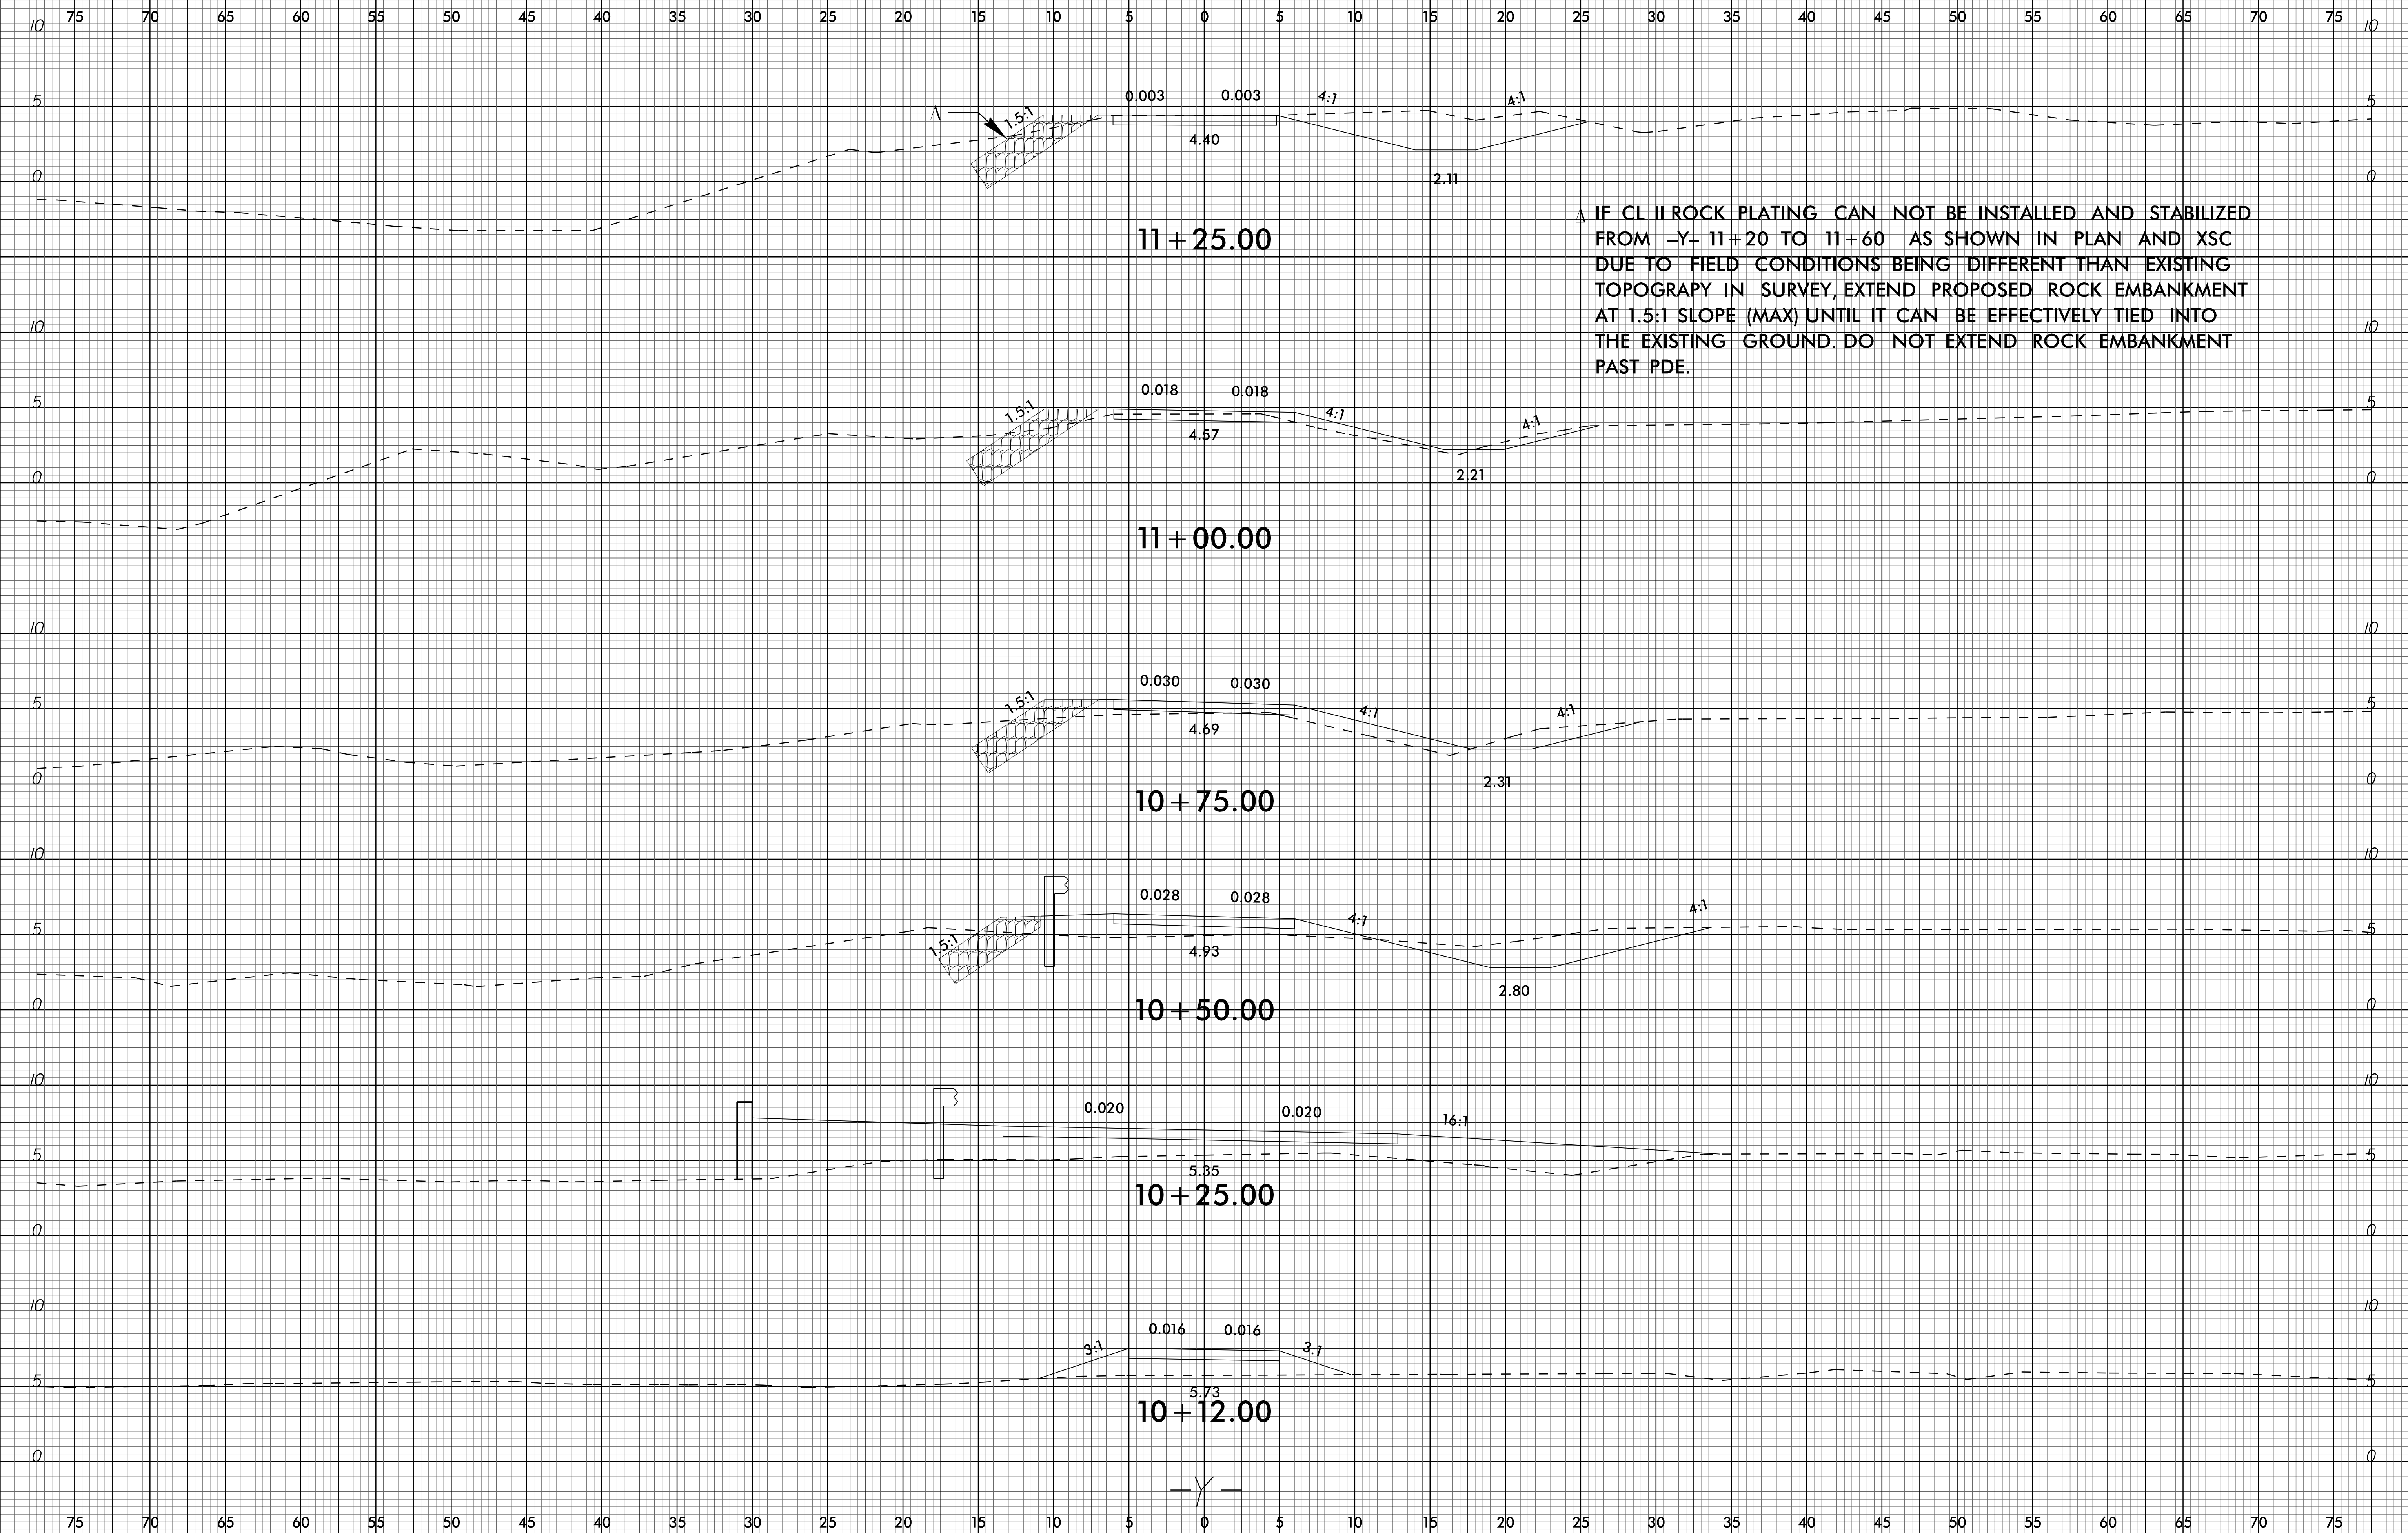 75 70 65 60 55 50 45 40 35 30 25 20 15 10 5 0 5 10 15 20 25 30 35 40 45 50 55 60 65 70 75
10 10
5 0.003 0.003 4:1 4:1 5
Δ 1.5:1
4.40
0 2.11 0
11+25.00
Δ IF CL II ROCK PLATING CAN NOT BE INSTALLED AND STABILIZED
FROM -Y- 11+20 TO 11+60 AS SHOWN IN PLAN AND XSC
DUE TO FIELD CONDITIONS BEING DIFFERENT THAN EXISTING
TOPOGRAPY IN SURVEY, EXTEND PROPOSED ROCK EMBANKMENT
AT 1.5:1 SLOPE (MAX) UNTIL IT CAN BE EFFECTIVELY TIED INTO
THE EXISTING GROUND. DO NOT EXTEND ROCK EMBANKMENT
PAST PDE.
10 10
0.018 0.018
5 1.5:1 4:1 4:1 5
4.57
0 2.21 0
11+00.00
10 10
0.030 0.030
5 1.5:1 4:1 4:1 5
4.69
0 2.31 0
10+75.00
10 10
0.028 0.028
5 1.5:1 4:1 4:1 5
4.93
2.80
0 10+50.00 0
10 10
0.020 0.020 16:1
5 5
5.35
10+25.00
0 0
10 10
0.016 0.016
3:1 3:1
5 5
5.73
10+12.00
0 0
-Y-
75 70 65 60 55 50 45 40 35 30 25 20 15 10 5 0 5 10 15 20 25 30 35 40 45 50 55 60 65 70 75